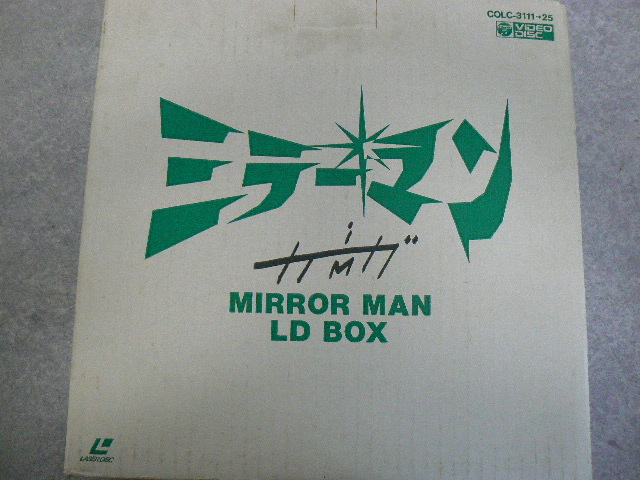 COLC-3111→25
VIDEO
DISC
ミラーマン
MIRROR MAN
LD BOX
LASERDISC